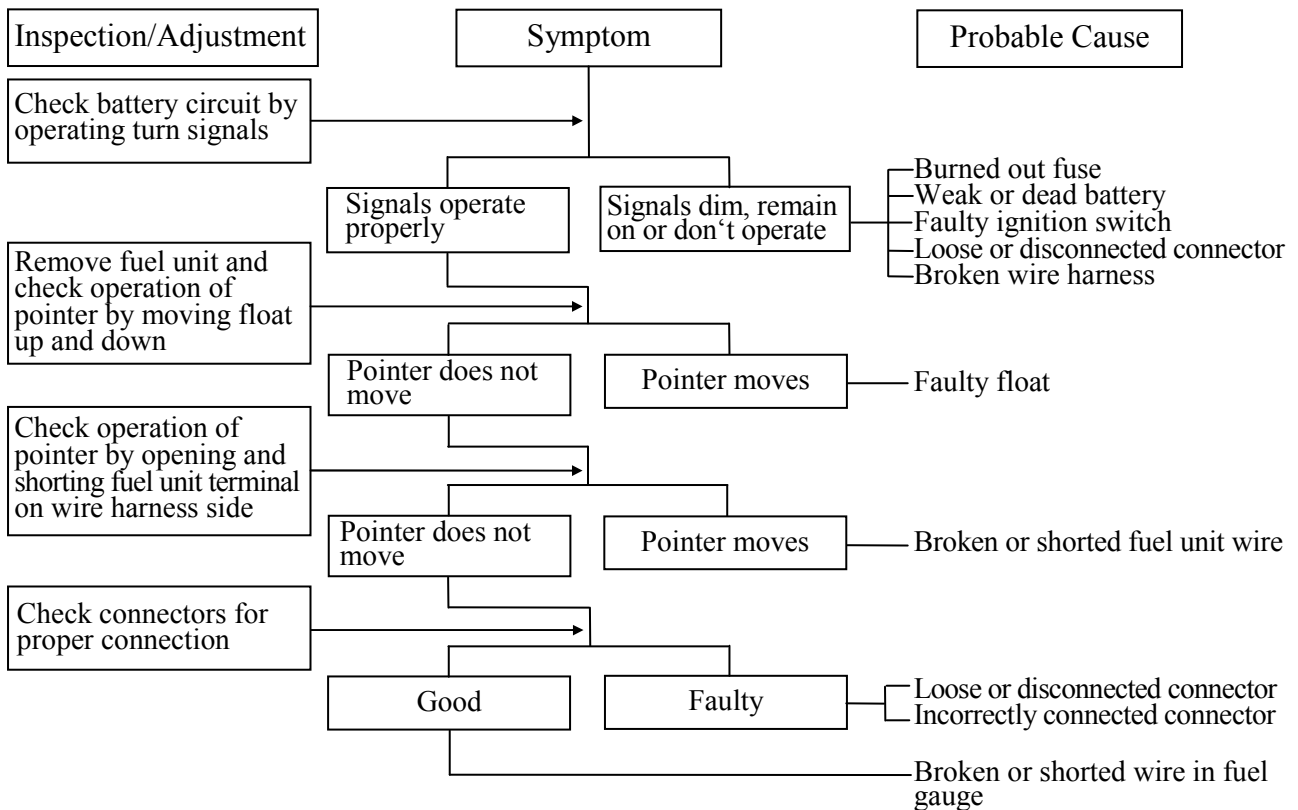 Inspection/Adjustment
Symptom
Probable Cause
Check battery circuit by
operating turn signals
Signals operate
properly
Signals dim, remain
on or don‘t operate
Burned out fuse
Weak or dead battery
Faulty ignition switch
Loose or disconnected connector
Broken wire harness
Remove fuel unit and
check operation of
pointer by moving float
up and down
Pointer does not
move
Pointer moves
Faulty float
Check operation of
pointer by opening and
shorting fuel unit terminal
on wire harness side
Pointer does not
move
Pointer moves
Broken or shorted fuel unit wire
Check connectors for
proper connection
Good
Faulty
Loose or disconnected connector
Incorrectly connected connector
Broken or shorted wire in fuel
gauge